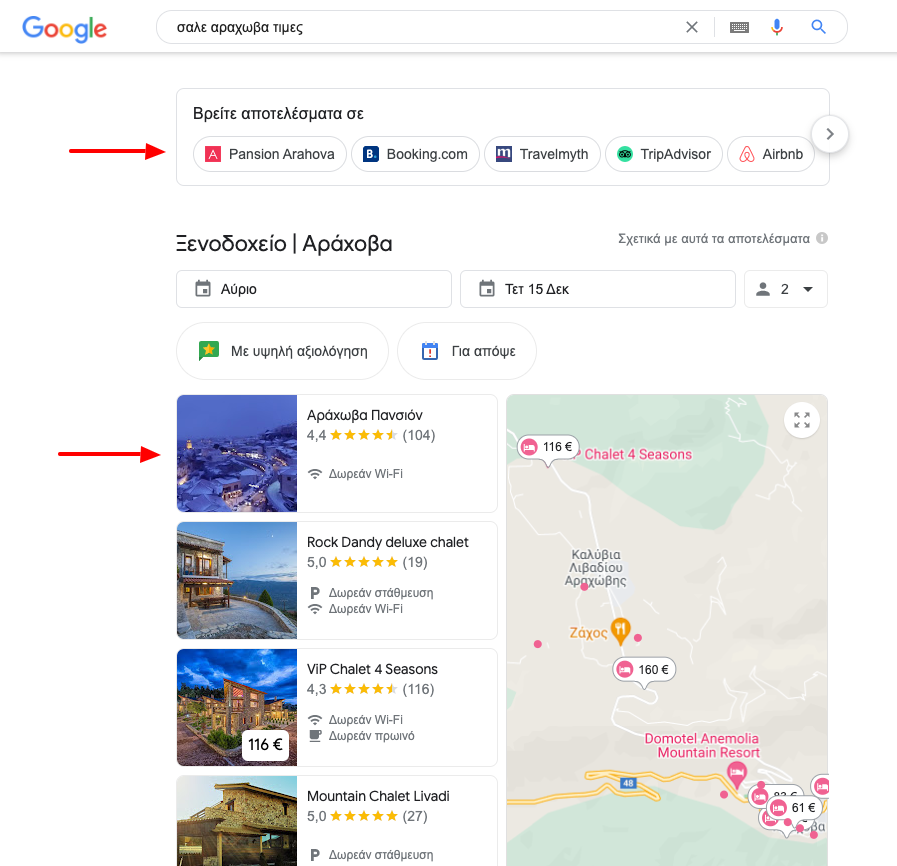 Google
σαλε αραχωβα τιμες
Βρείτε αποτελέσματα σε
Pansion Arahova
B. Booking.com
m Travelmyth
TripAdvisor
Airbnb
Ξενοδοχείο | Αράχοβα
Σχετικά με αυτά τα αποτελέσματα
Αύριο
Τετ 15 Δεκ
2
Με υψηλή αξιολόγηση
Για απόψε
Αράχωβα Πανσιόν
4,4 (104)
Δωρεάν Wi-Fi
Rock Dandy deluxe chalet
5,0 (19)
P Δωρεάν στάθμευση
Δωρεάν Wi-Fi
ViP Chalet 4 Seasons
4,3 (116)
Δωρεάν Wi-Fi
Δωρεάν πρωινό
116 €
Mountain Chalet Livadi
5,0 (27)
P Δωρεάν στάθμευση
116 €
P Chalet 4 Seasons
Καλύβια
Λιβαδίου
Αραχώβης
Ζάχος
160 €
Domotel Anemolia
Mountain Resort
48
61 €